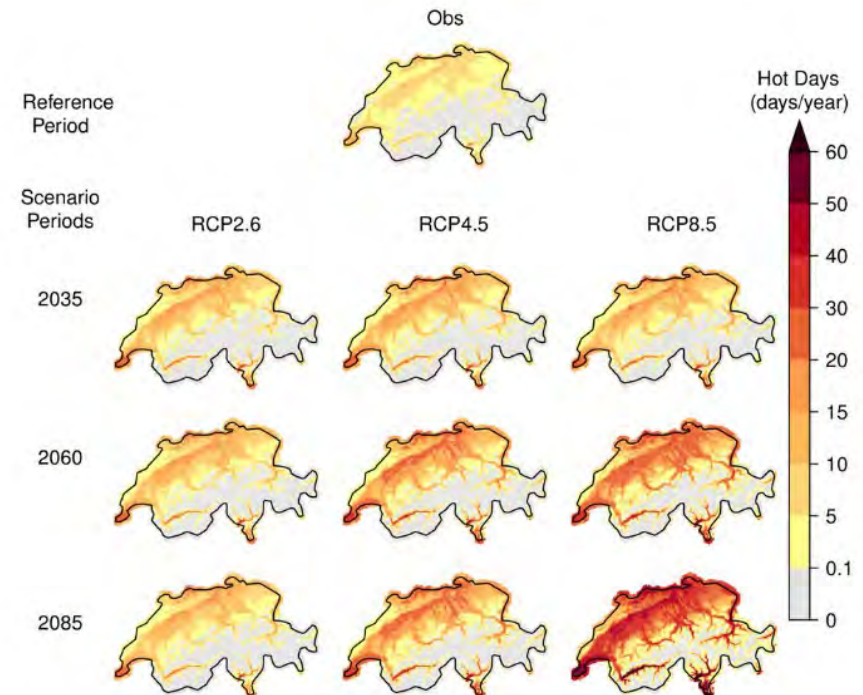 Obs
Reference
Period
Hot Days
(days/year)
Scenario
Periods
RCP2.6
RCP4.5
RCP8.5
2035
2060
2085
60
50
40
30
20
15
10
5
0.1
0